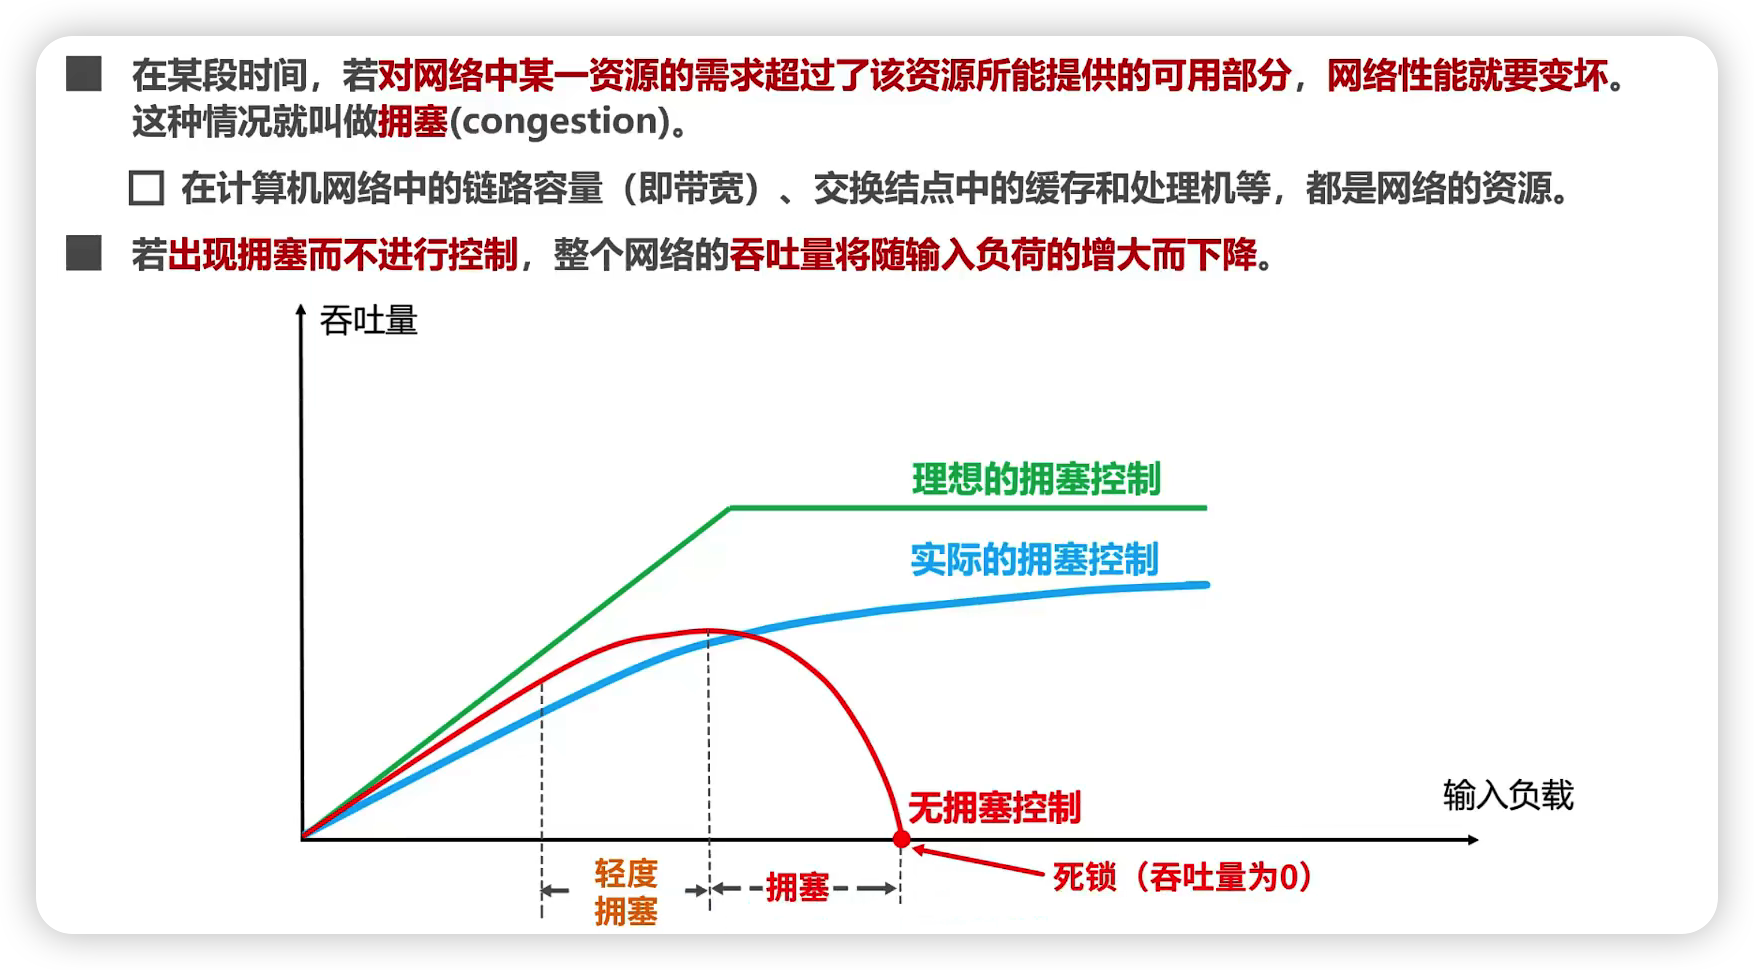 在某段时间，若对网络中某一资源的需求超过了该资源所能提供的可用部分，网络性能就要变坏。
这种情况就叫做拥塞(congestion)。
在计算机网络中的链路容量（即带宽）、交换结点中的缓存和处理机等，都是网络的资源。
若出现拥塞而不进行控制，整个网络的吞吐量将随输入负荷的增大而下降。
吞吐量
理想的拥塞控制
实际的拥塞控制
无拥塞控制
输入负载
死锁（吞吐量为0）
轻度
拥塞
拥塞